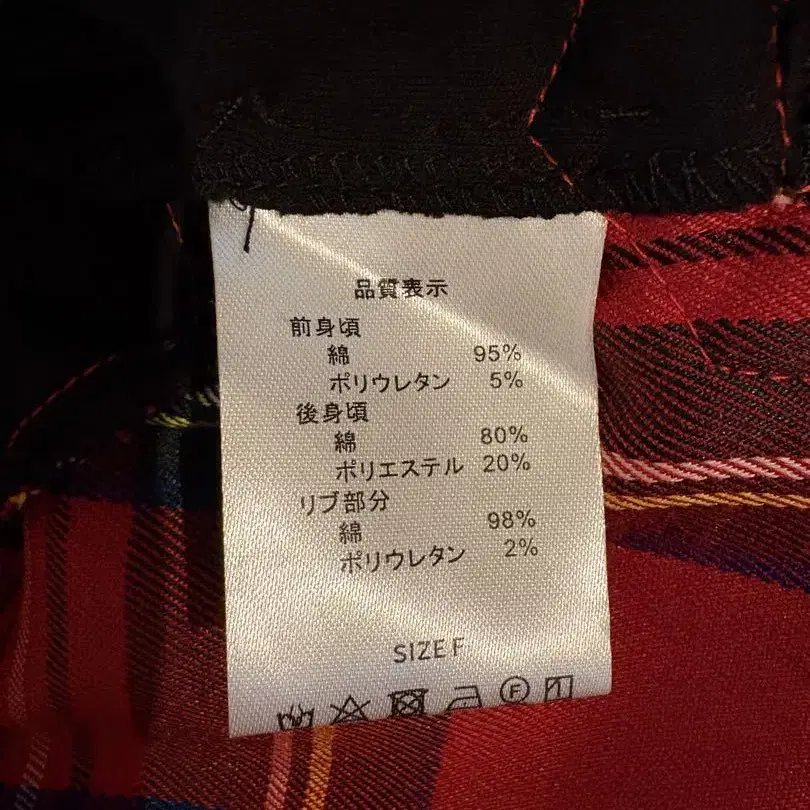 品質表示
前身頃
綿 95%
ポリウレタン 5%
後身頃
綿 80%
ポリエステル 20%
リブ部分
綿 98%
ポリウレタン 2%
SIZE F
F